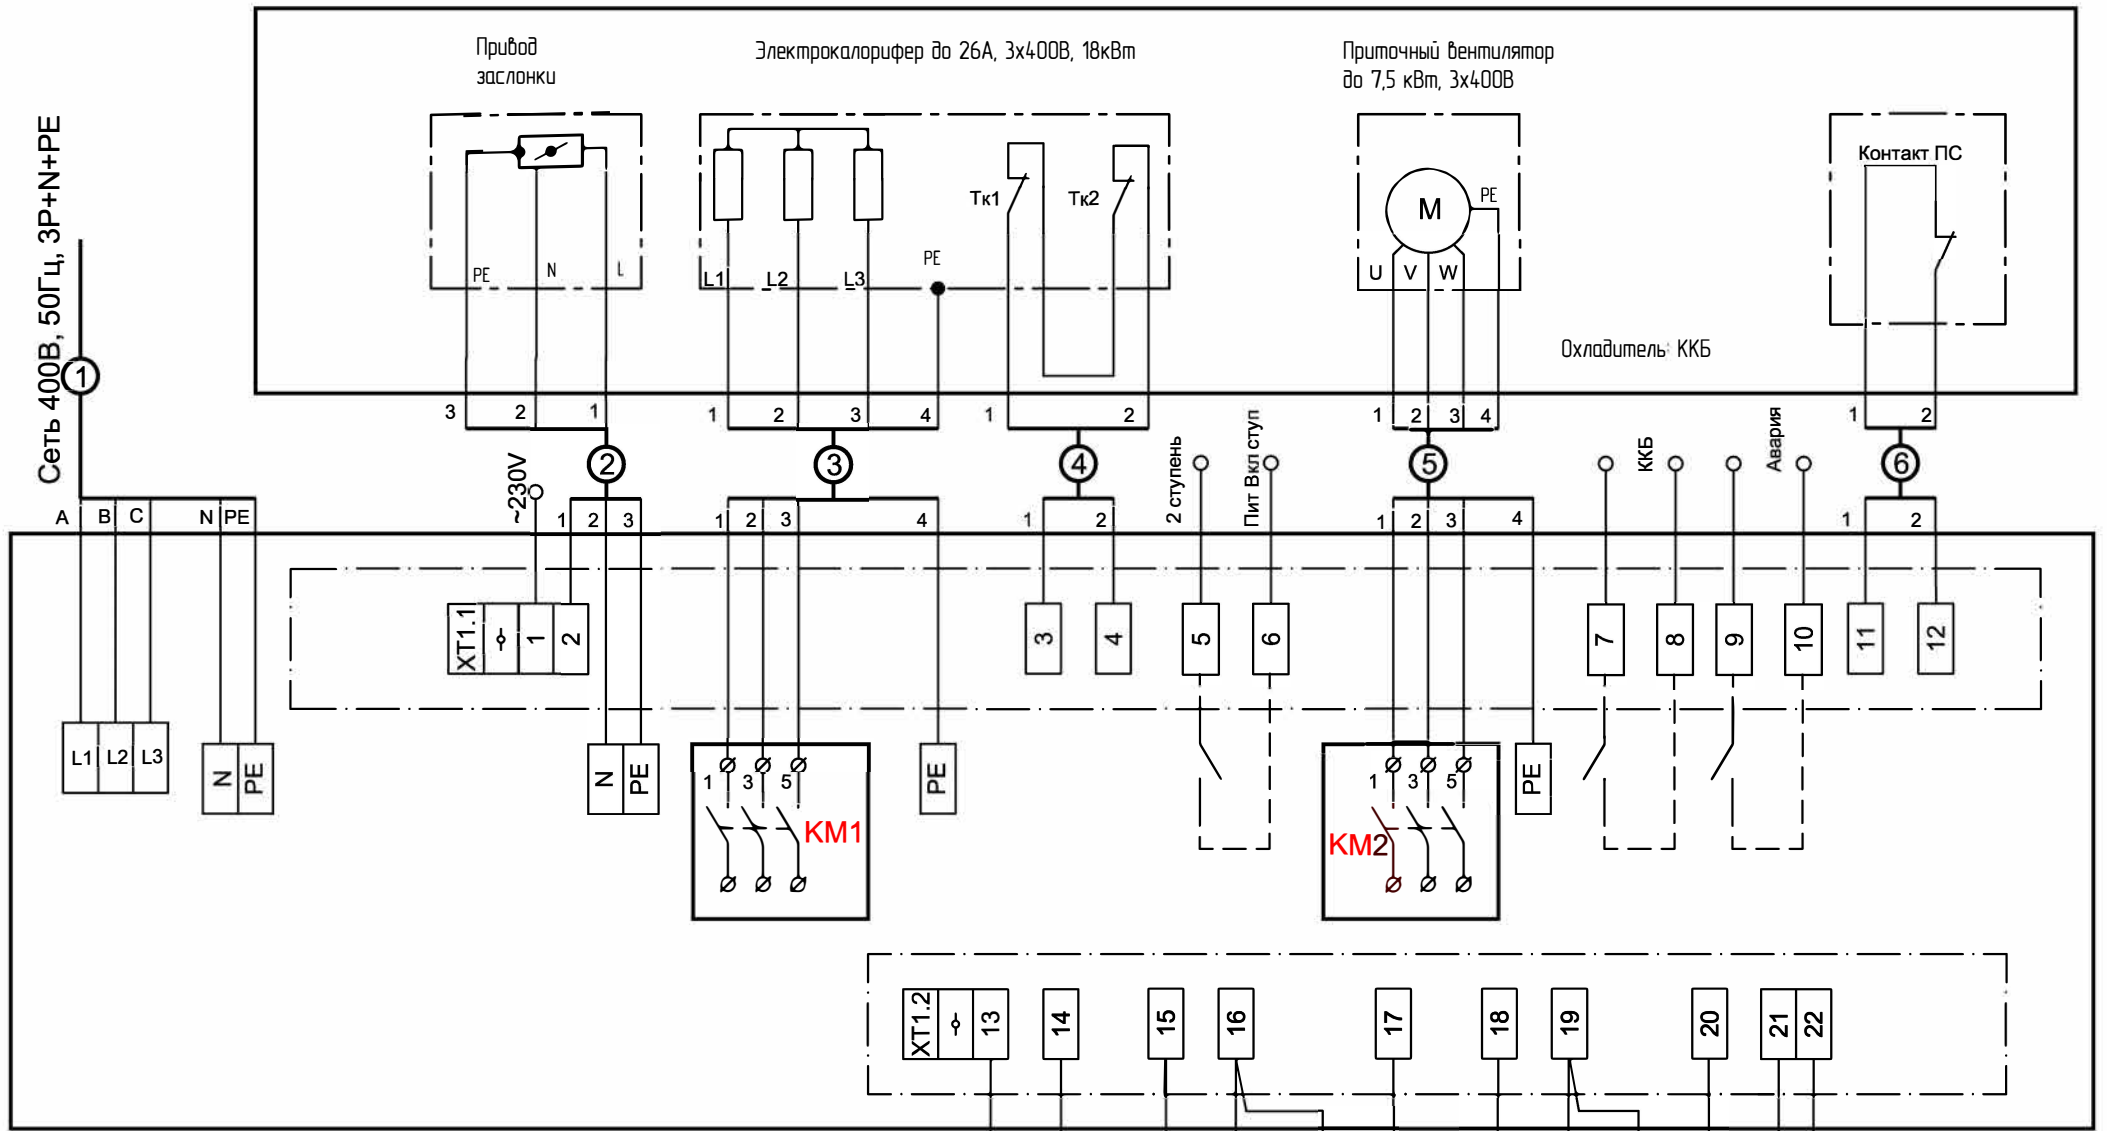 Привод
заслонки
Электрокалорифер до 26А, 3х400В, 18кВт
Приточный вентилятор
до 7,5 кВт, 3х400В
Контакт ПС
Тк1
Тк2
M
PE
PE
N
L
L1
L2
L3
PE
U
V
W
Охладитель: ККБ
Сеть 400В, 50Гц, 3P+N+PE
1
3
2
1
1
2
3
4
1
2
1
2
3
4
1
2
2
3
4
5
6
~230V
2 ступень
Пит Вкл ступ
ККБ
Авария
A
B
C
N
PE
1
2
3
1
2
3
4
1
2
1
2
3
4
1
2
XT1.1
1
2
3
4
5
6
7
8
9
10
11
12
L1
L2
L3
N
PE
N
PE
1
3
5
KM1
PE
1
3
5
KM2
PE
XT1.2
13
14
15
16
17
18
19
20
21
22